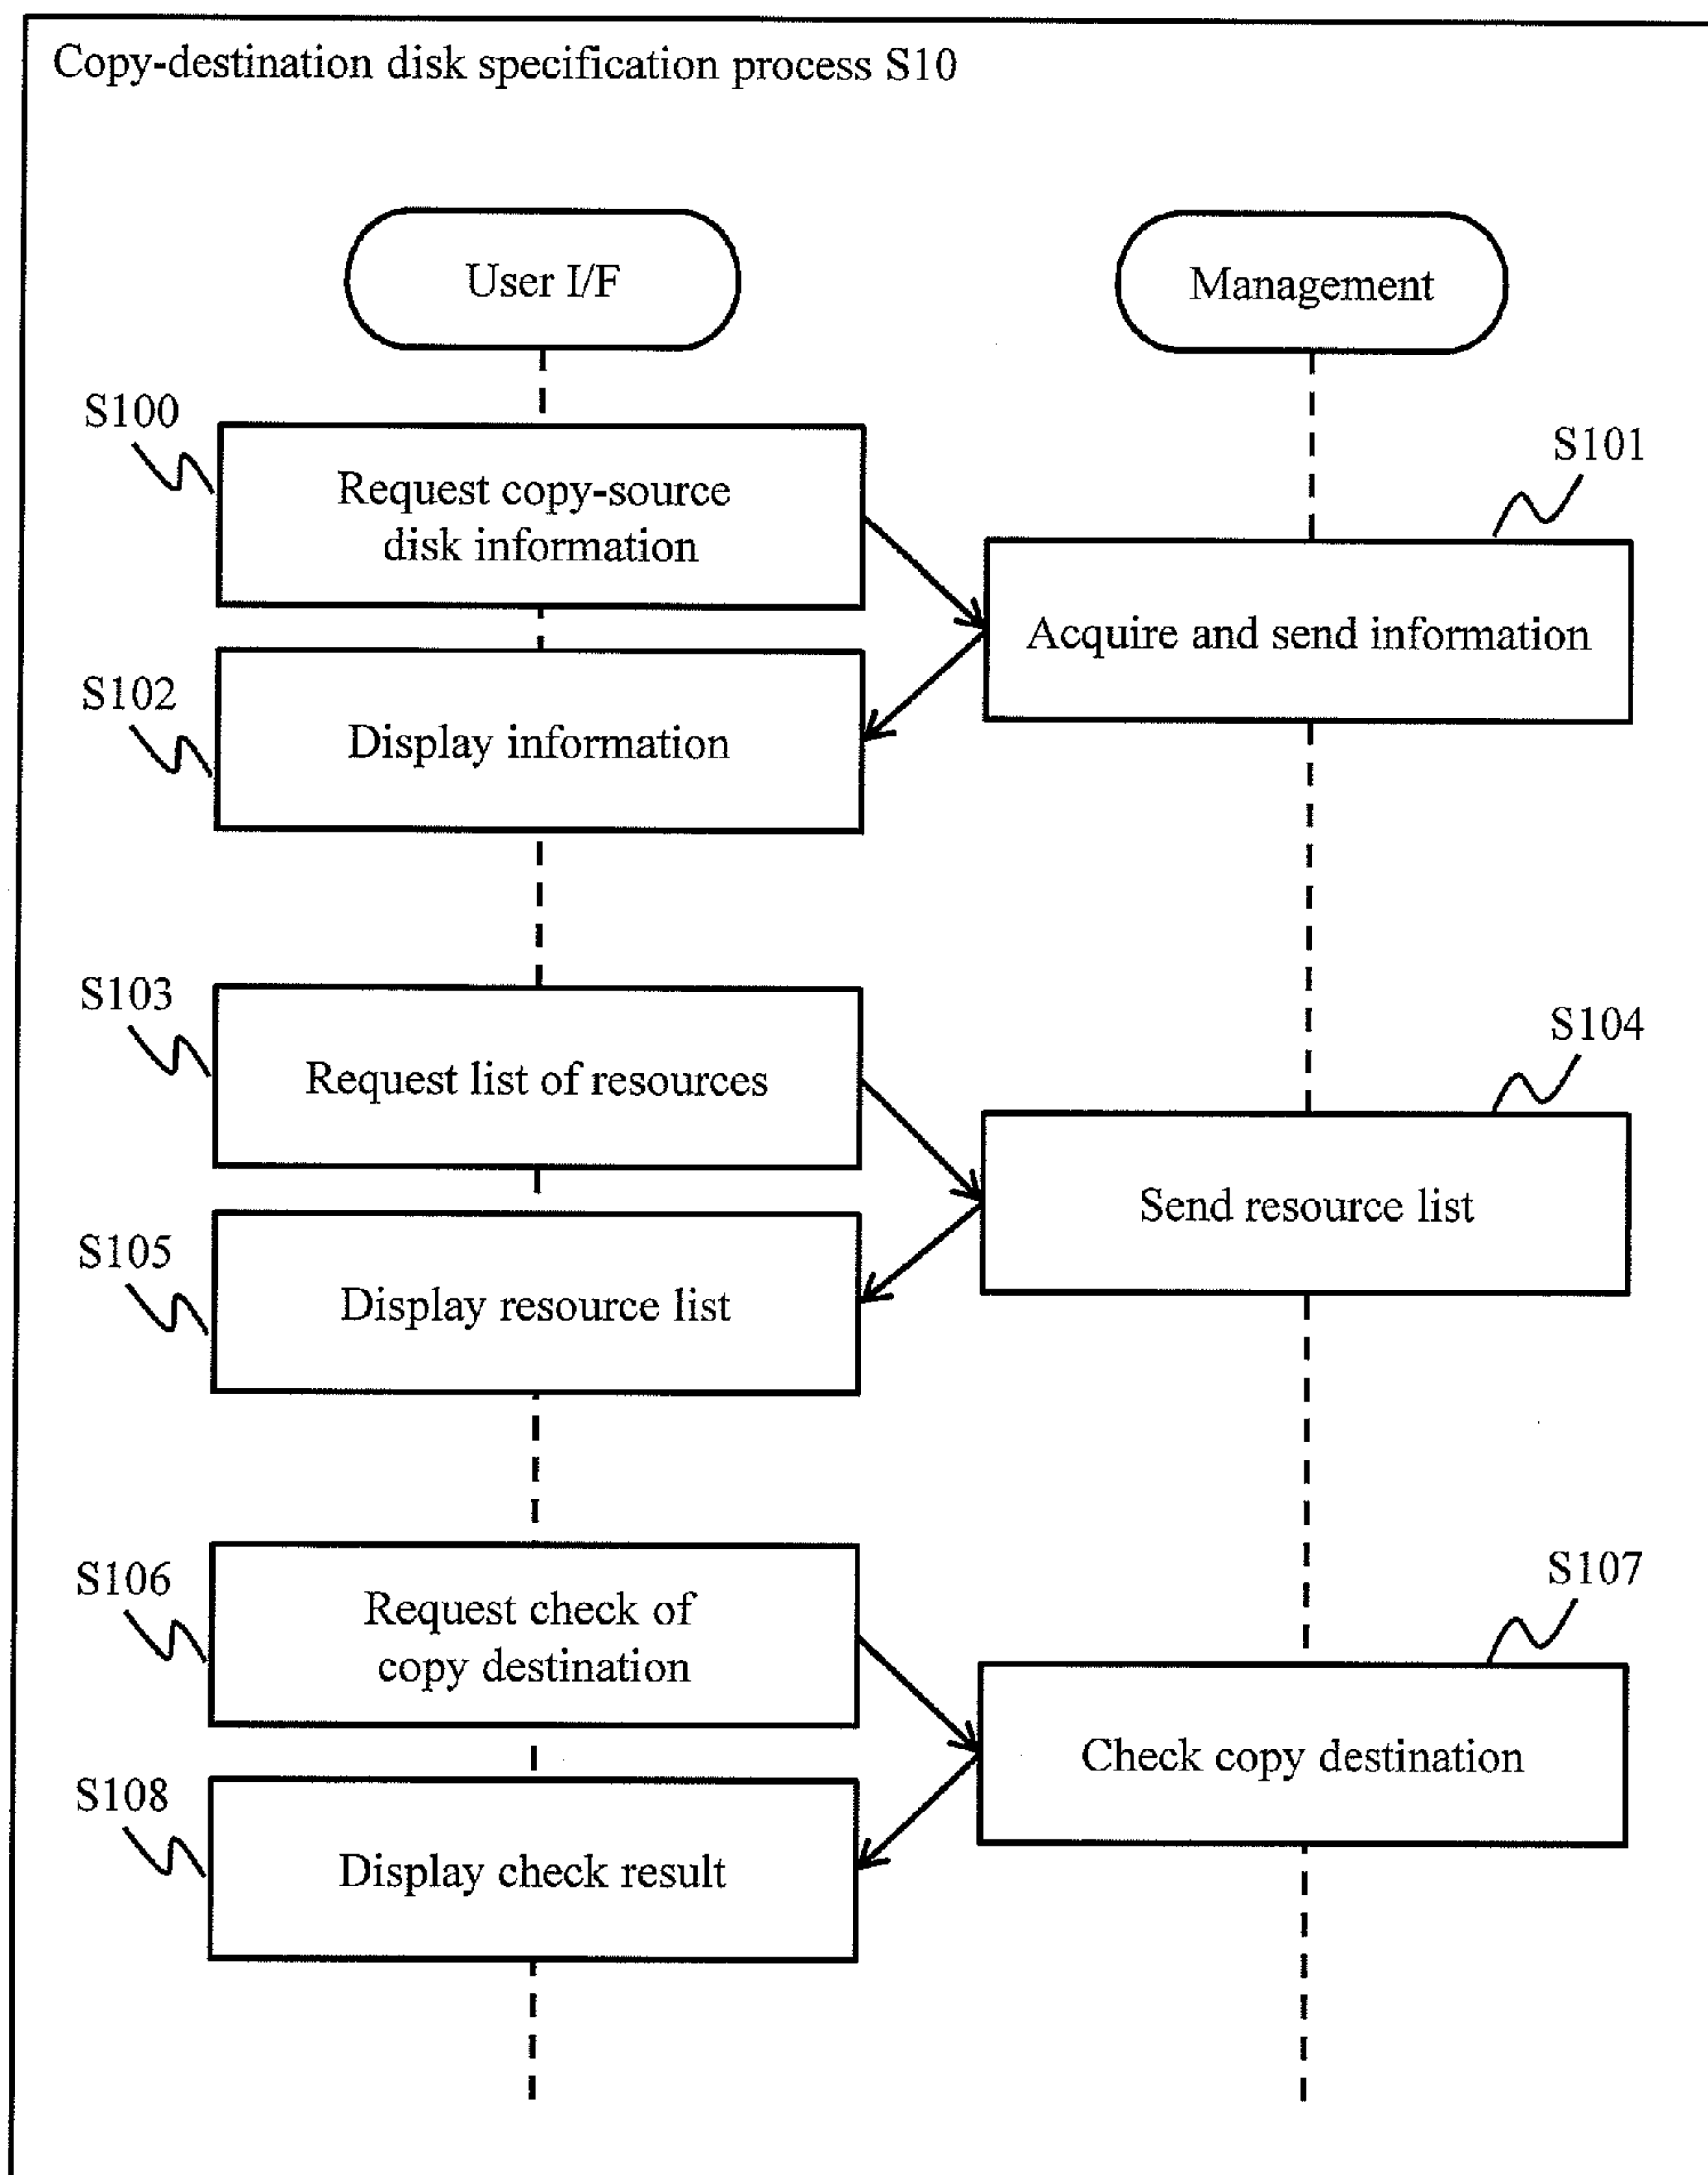 Copy-destination disk specification process S10
User I/F
Management
S100
Request copy-source
disk information
S101
Acquire and send information
S102
Display information
S103
Request list of resources
S104
Send resource list
S105
Display resource list
S106
Request check of
copy destination
S107
Check copy destination
S108
Display check result